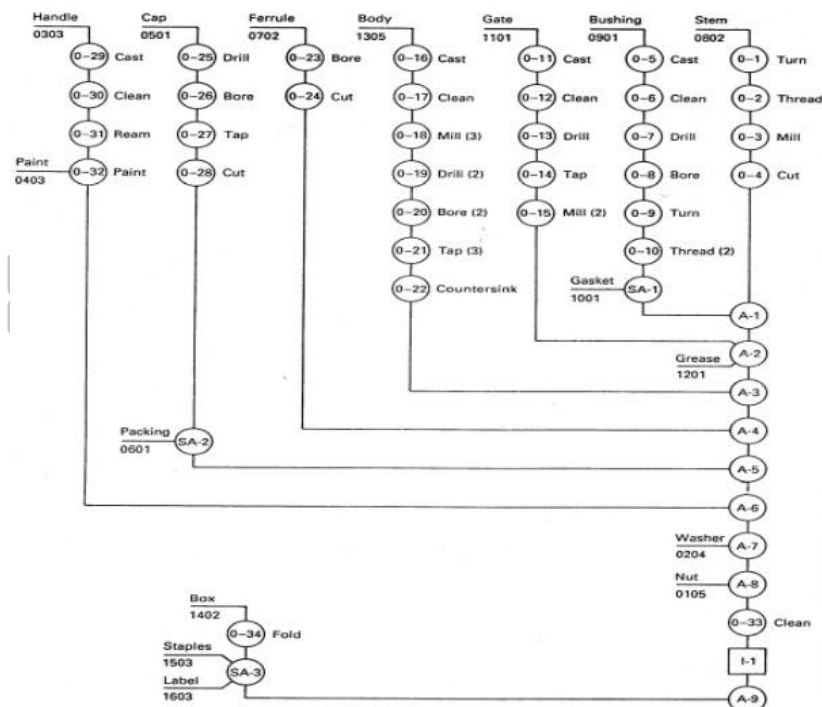 Handle Cap Ferrule Body Gate Bushing Stem
0303 0501 0702 1305 1101 0901 0802
0-29 Cast 0-25 Drill 0-23 Bore 0-16 Cast 0-11 Cast 0-5 Cast 0-1 Turn
0-30 Clean 0-26 Bore 0-24 Cut 0-17 Clean 0-12 Clean 0-6 Clean 0-2 Thread
0-31 Ream 0-27 Tap 0-18 Mill (3) 0-13 Drill 0-7 Drill 0-3 Mill
Paint 0-32 Paint 0-28 Cut 0-19 Drill (2) 0-14 Tap 0-8 Bore 0-4 Cut
0403
0-20 Bore (2) 0-15 Mill (2) 0-9 Turn
0-21 Tap (3) 0-10 Thread (2)
Gasket
0-22 Countersink SA-1
1001
A-1
A-2
Grease
1201
A-3
A-4
Packing SA-2
0601
A-5
A-6
Washer A-7
0204
Nut A-8
0105
Box 0-33 Clean
1402
0-34 Fold
Staples I-1
1503 SA-3
Label
1603 A-9